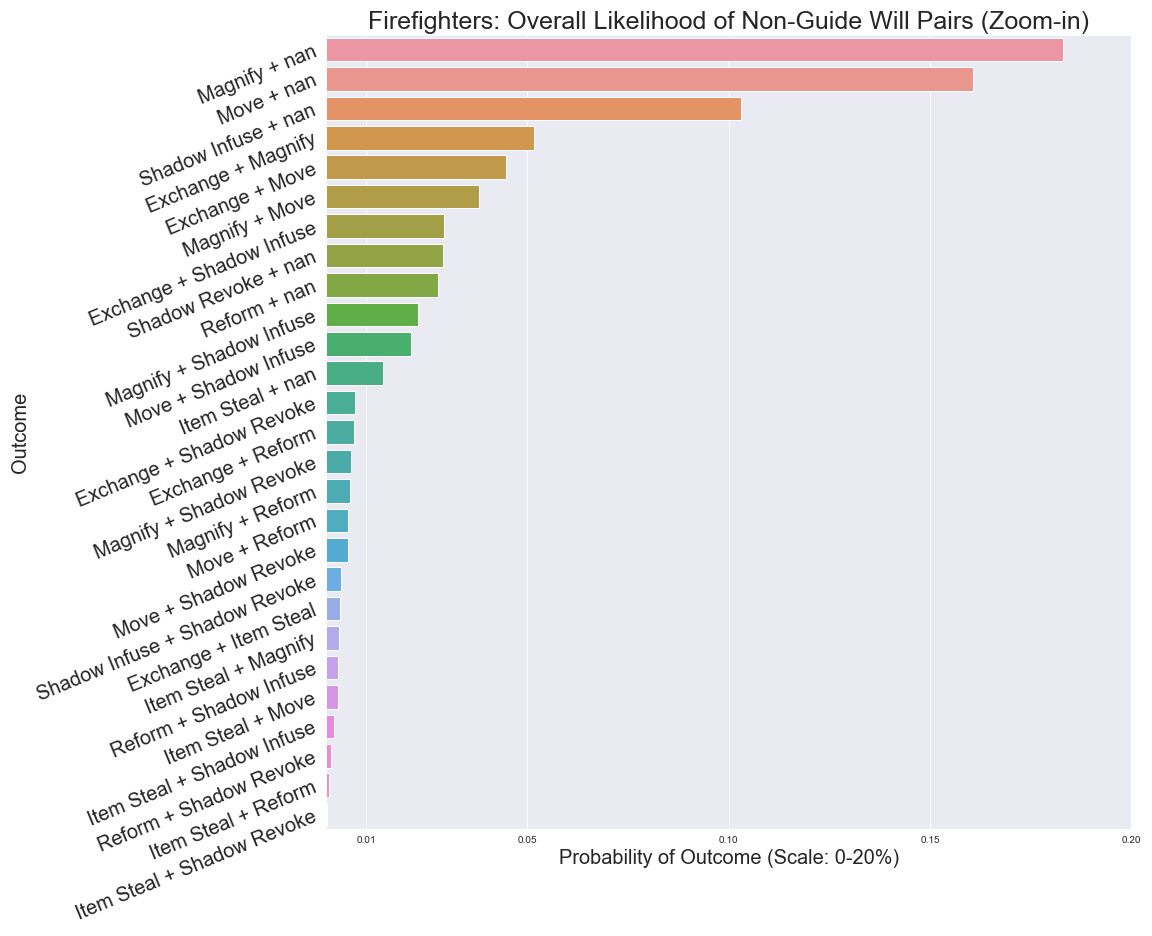 Firefighters: Overall Likelihood of Non-Guide Will Pairs (Zoom-in)
Magnify + nan
Move + nan
Shadow Infuse + nan
Exchange + Magnify
Exchange + Move
Magnify + Move
Exchange + Shadow Infuse
Shadow Revoke + nan
Reform + nan
Magnify + Shadow Infuse
Move + Shadow Infuse
Item Steal + nan
Exchange + Shadow Revoke
Exchange + Reform
Magnify + Shadow Revoke
Magnify + Reform
Move + Reform
Move + Shadow Revoke
Shadow Infuse + Shadow Revoke
Exchange + Item Steal
Item Steal + Magnify
Reform + Shadow Infuse
Item Steal + Move
Item Steal + Shadow Infuse
Reform + Shadow Revoke
Item Steal + Reform
Item Steal + Shadow Revoke
Outcome
0.01 0.05 0.10 0.15 0.20
Probability of Outcome (Scale: 0-20%)